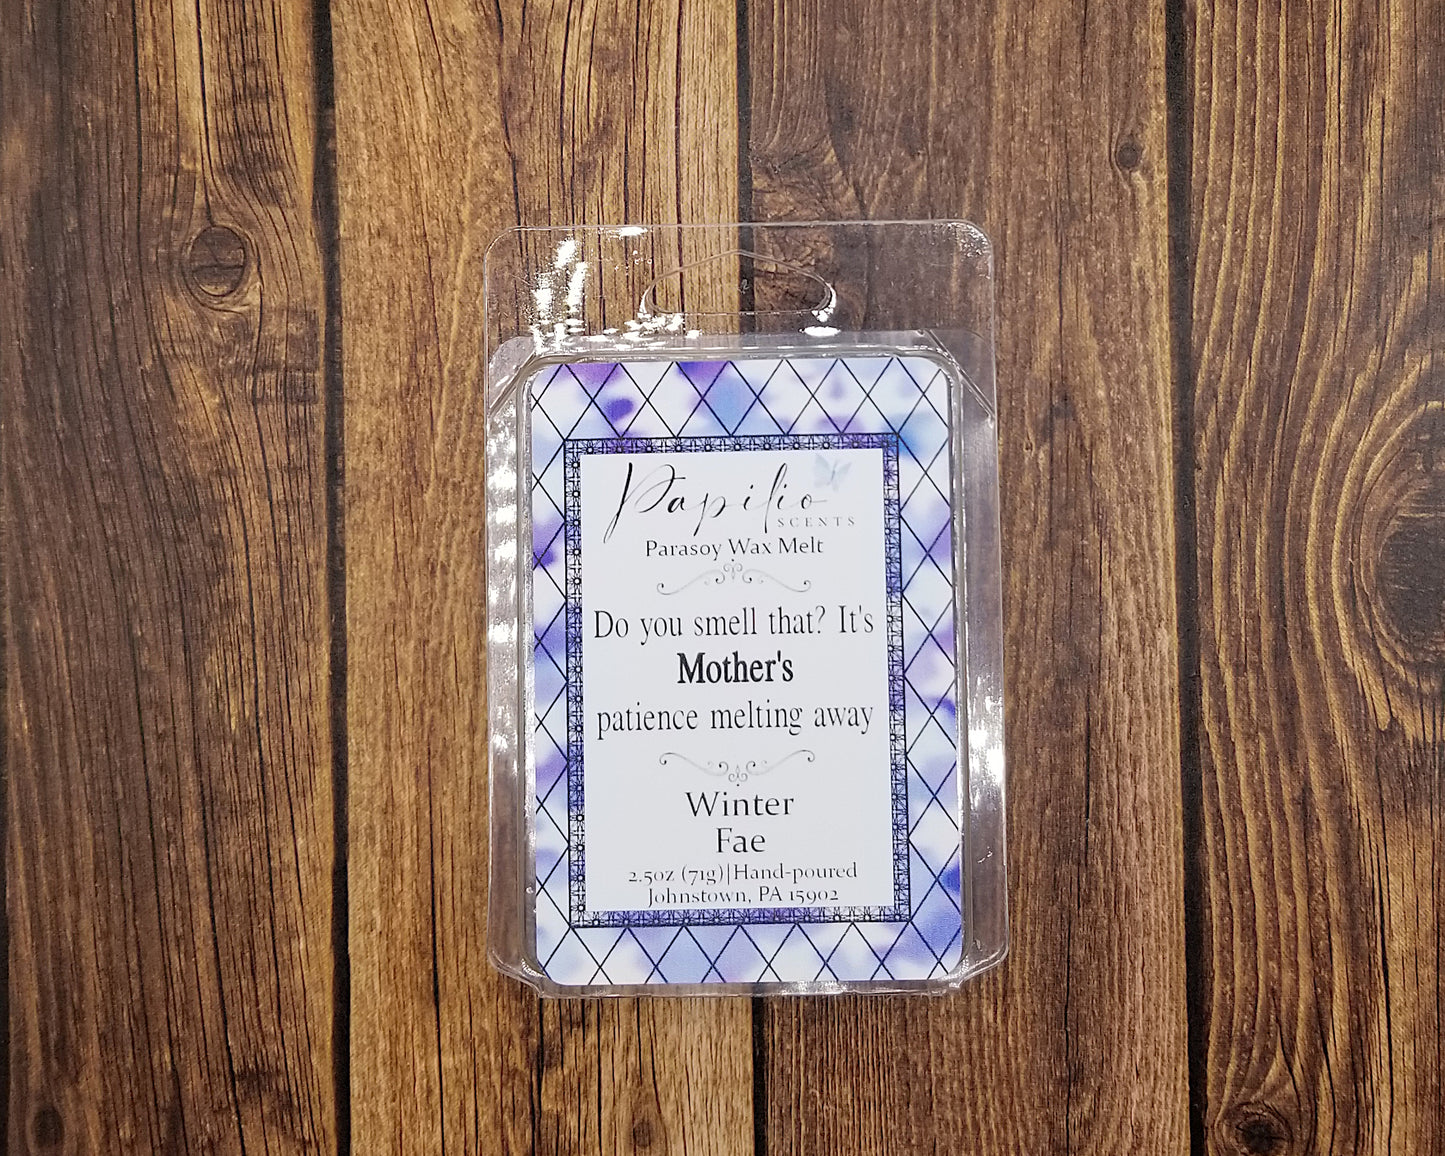 Papilio
SCENTS
Parasoy Wax Melt
Do you smell that? It's
Mother's
patience melting away
Winter
Fae
2.5oz (71g)|Hand-poured
Johnstown, PA 15902